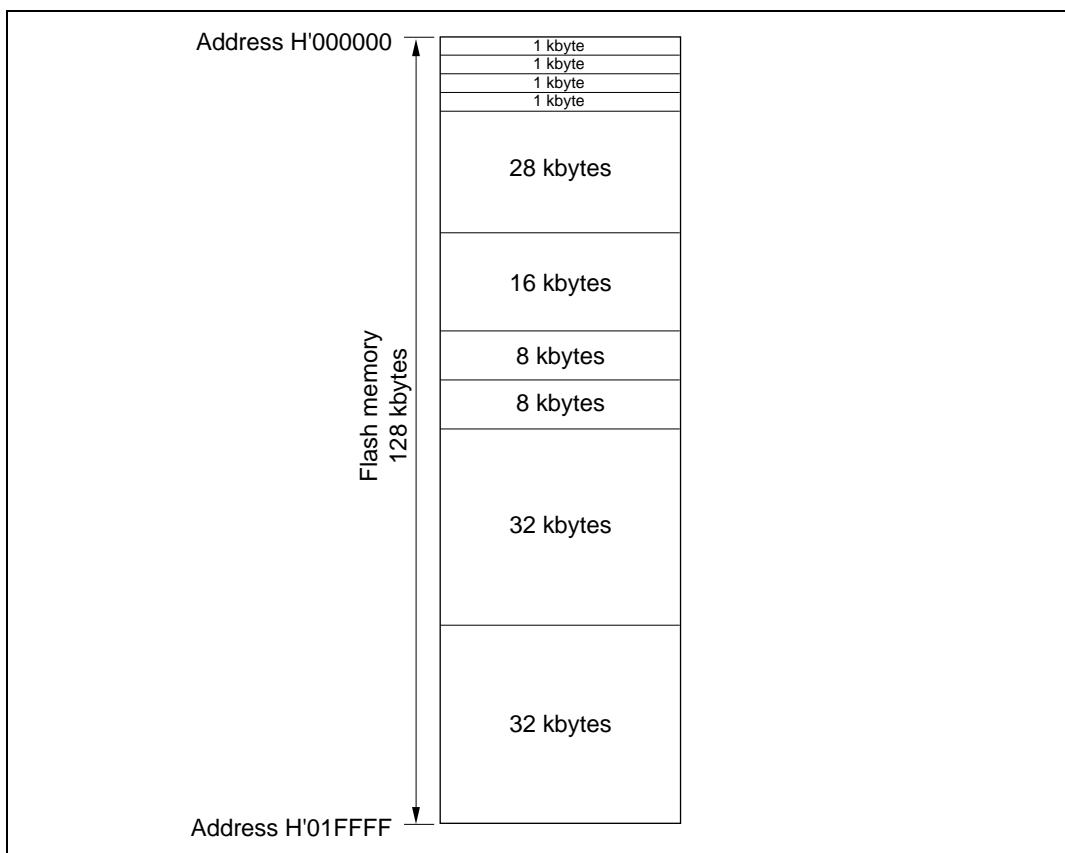 Address H'000000
1 kbyte
1 kbyte
1 kbyte
1 kbyte
28 kbytes
16 kbytes
8 kbytes
8 kbytes
Flash memory
128 kbytes
32 kbytes
32 kbytes
Address H'01FFFF